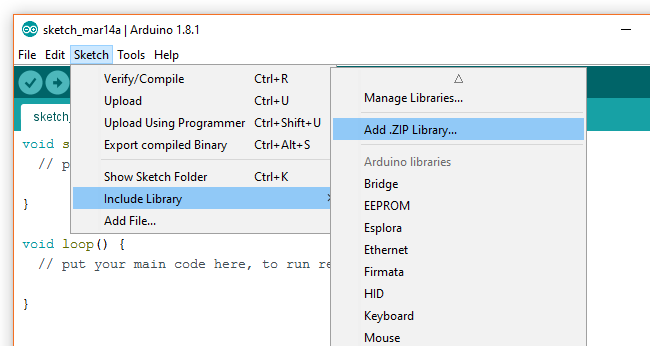 sketch_mar14a | Arduino 1.8.1
File Edit Sketch Tools Help
Verify/Compile Ctrl+R
Upload Ctrl+U
Upload Using Programmer Ctrl+Shift+U
Export compiled Binary Ctrl+Alt+S
Show Sketch Folder Ctrl+K
Include Library
Add File...
Manage Libraries...
Add .ZIP Library...
Arduino libraries
Bridge
EEPROM
Esplora
Ethernet
Firmata
HID
Keyboard
Mouse
sketch_
void s
// p
}
void loop() {
// put your main code here, to run re
}